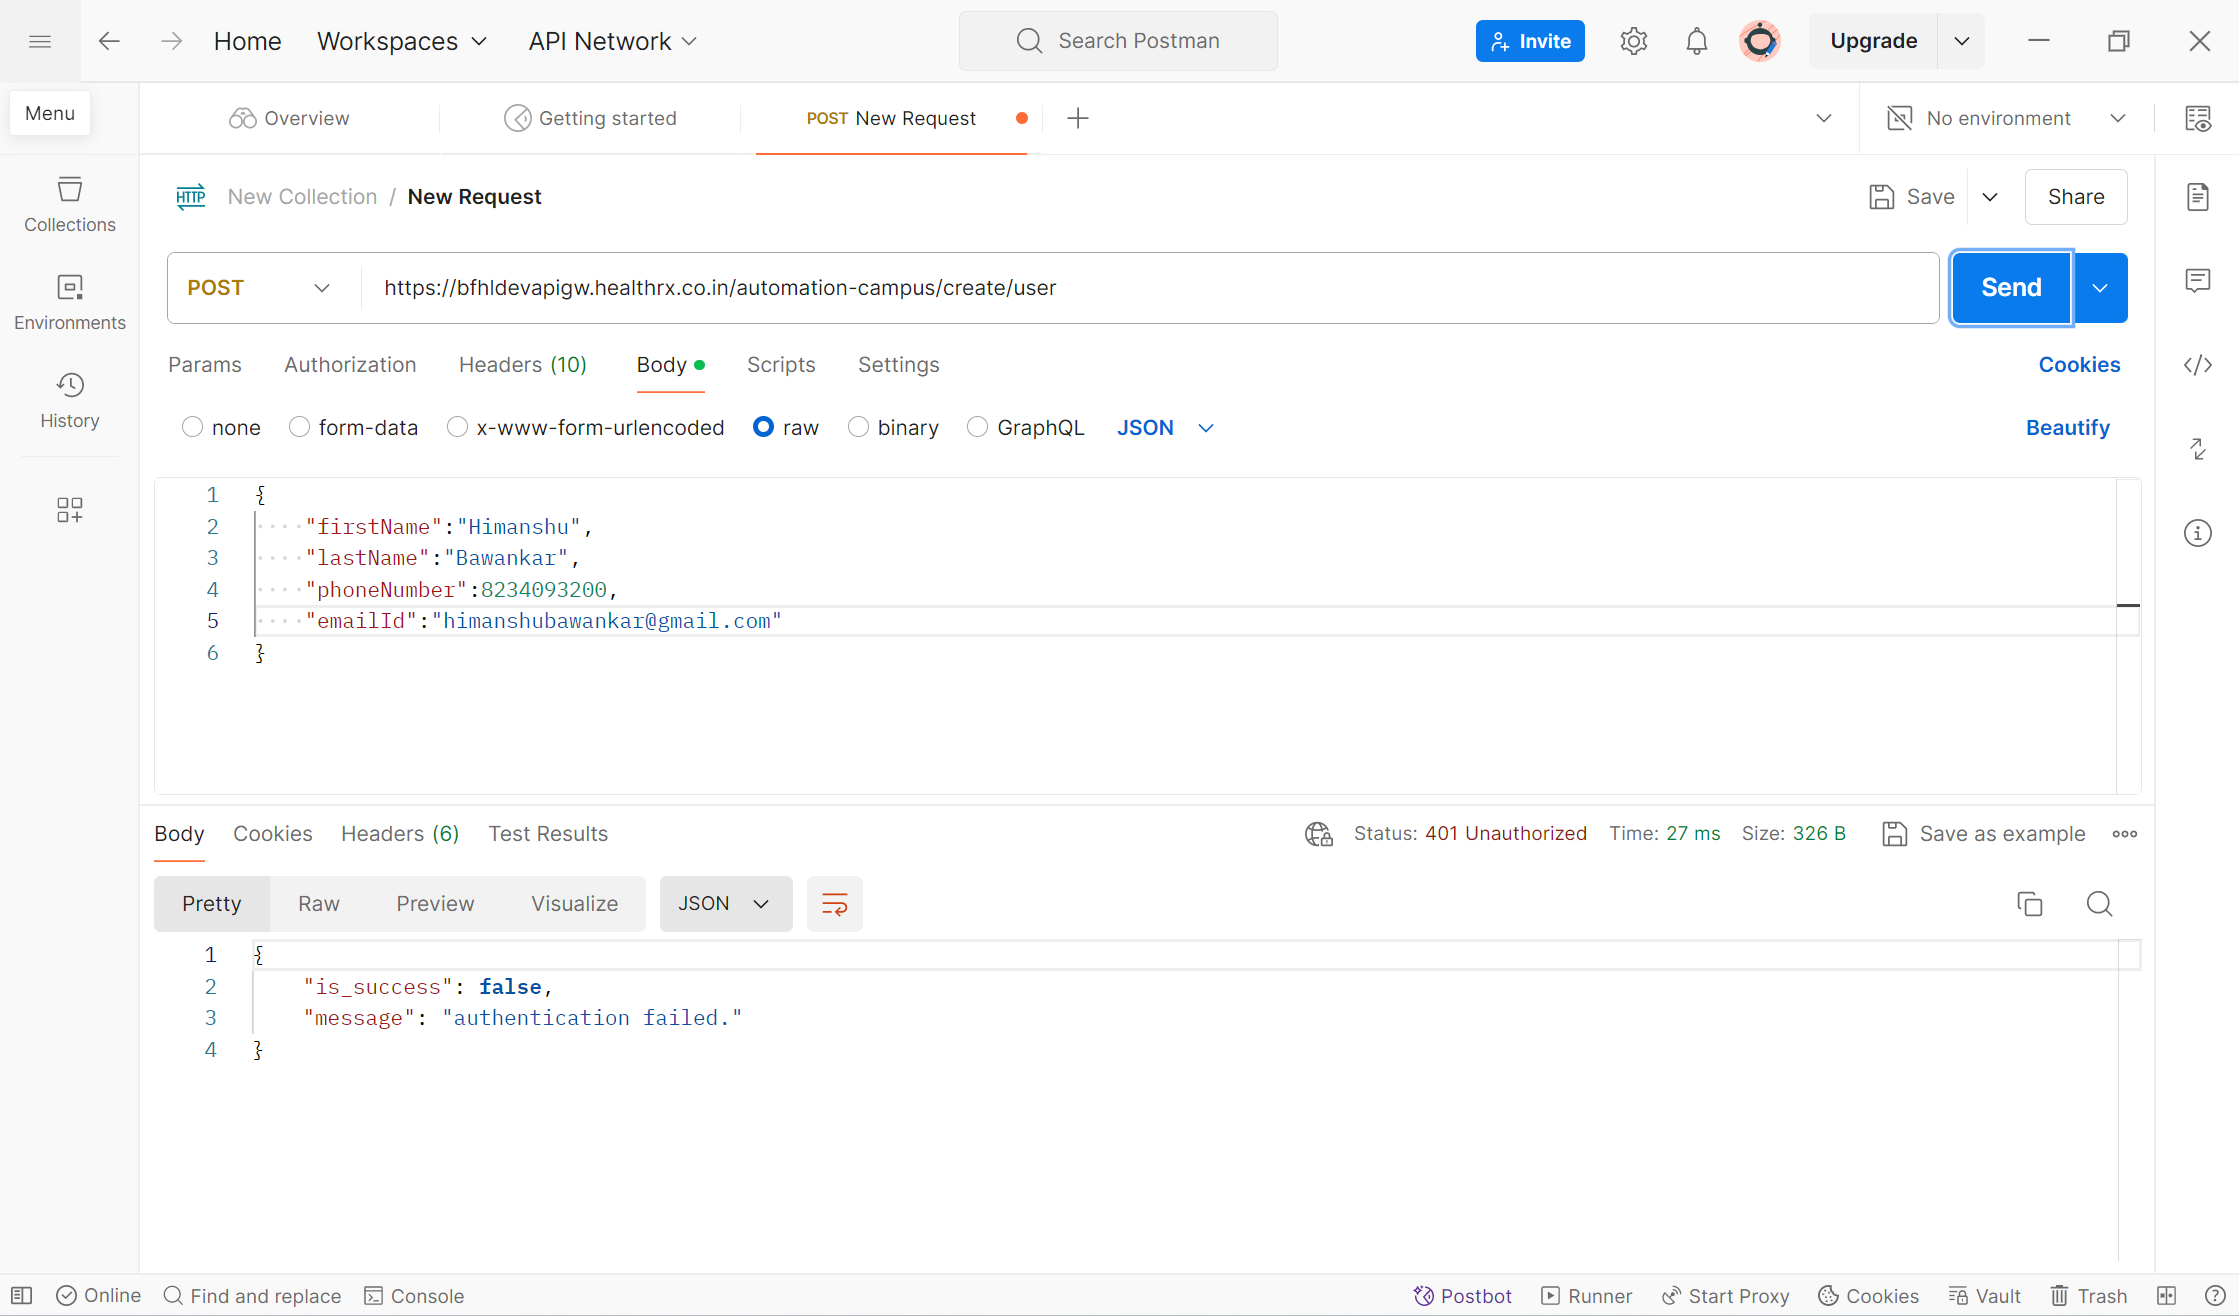 Home Workspaces API Network Search Postman Invite Upgrade
Menu
Overview Getting started POST New Request No environment
New Collection / New Request Save Share
Collections
POST https://bfhldevapigw.healthrx.co.in/automation-campus/create/user Send
Environments
Params Authorization Headers (10) Body Scripts Settings Cookies
History
none form-data x-www-form-urlencoded raw binary GraphQL JSON Beautify
1 {
2 "firstName":"Himanshu",
3 "lastName":"Bawankar",
4 "phoneNumber":8234093200,
5 "emailId":"himanshubawankar@gmail.com"
6 }
Body Cookies Headers (6) Test Results Status: 401 Unauthorized Time: 27 ms Size: 326 B Save as example
Pretty Raw Preview Visualize JSON
1 {
2 "is_success": false,
3 "message": "authentication failed."
4 }
Online Find and replace Console Postbot Runner Start Proxy Cookies Vault Trash